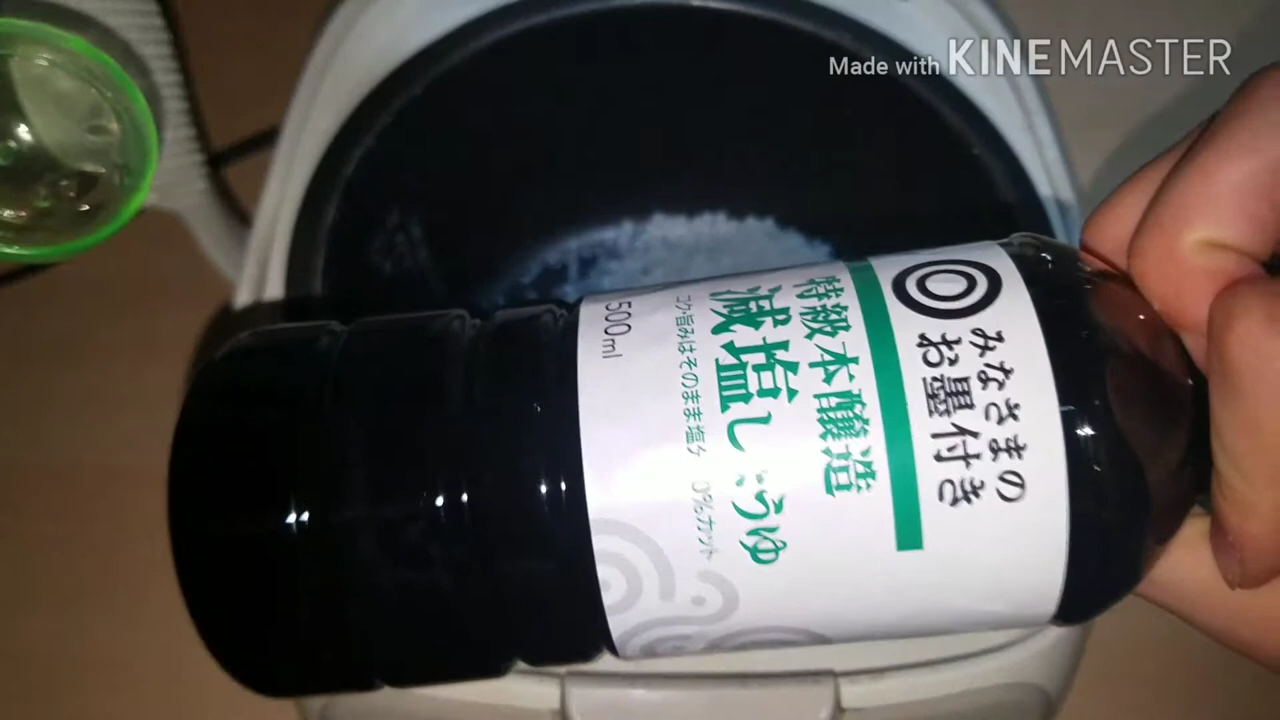 Made with KINEMASTER
みなさまの
お墨付き
特級本醸造
減塩し ょうゆ
コク・旨みはそのまま塩分 0%カット
500ml